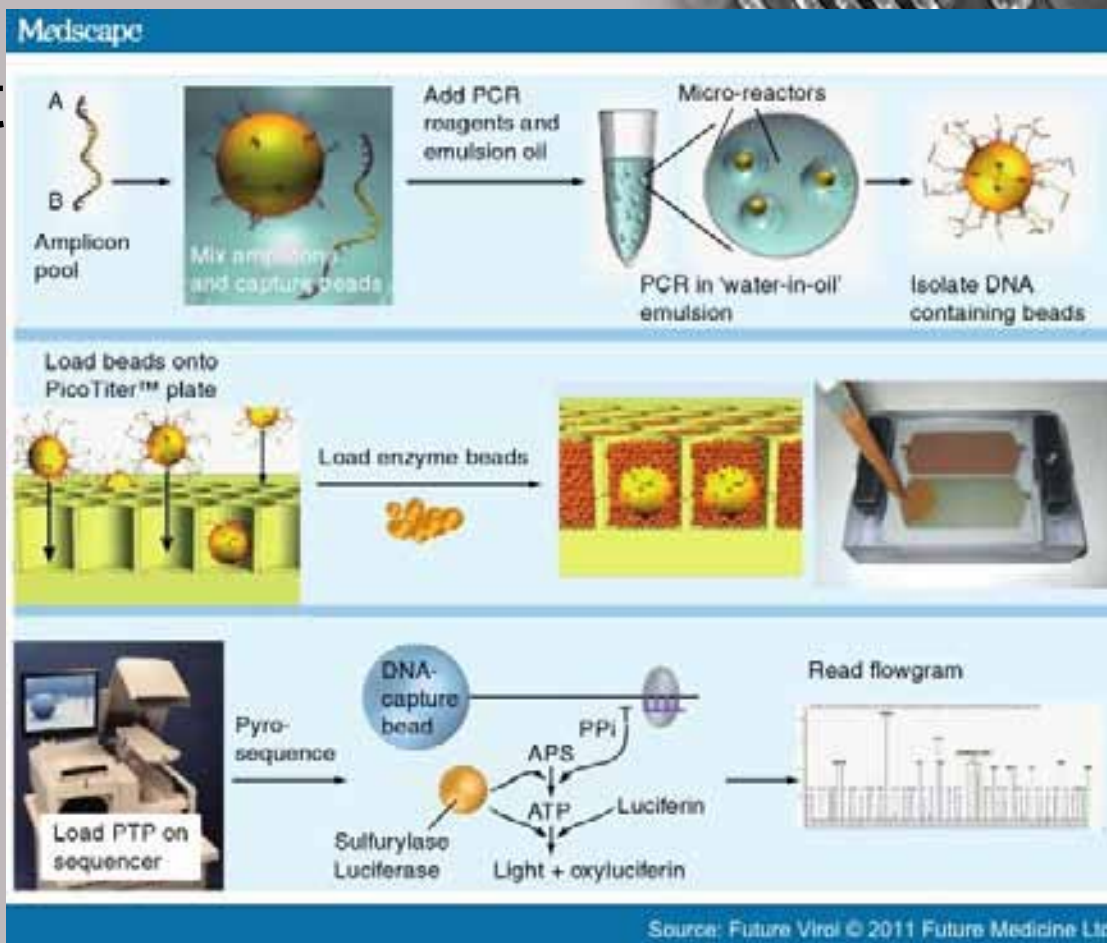 Medscape
A
B
Amplicon
pool
Mix amplicons
and capture beads
Add PCR
reagents and
emulsion oil
Micro-reactors
PCR in 'water-in-oil'
emulsion
Isolate DNA
containing beads
Load beads onto
PicoTiter™ plate
Load enzyme beads
Load PTP on
sequencer
Pyro-
sequence
DNA-
capture
bead
PPi
APS
ATP
Luciferin
Sulfurylase
Luciferase
Light + oxyluciferin
Read flowgram
Source: Future Virol © 2011 Future Medicine Ltd